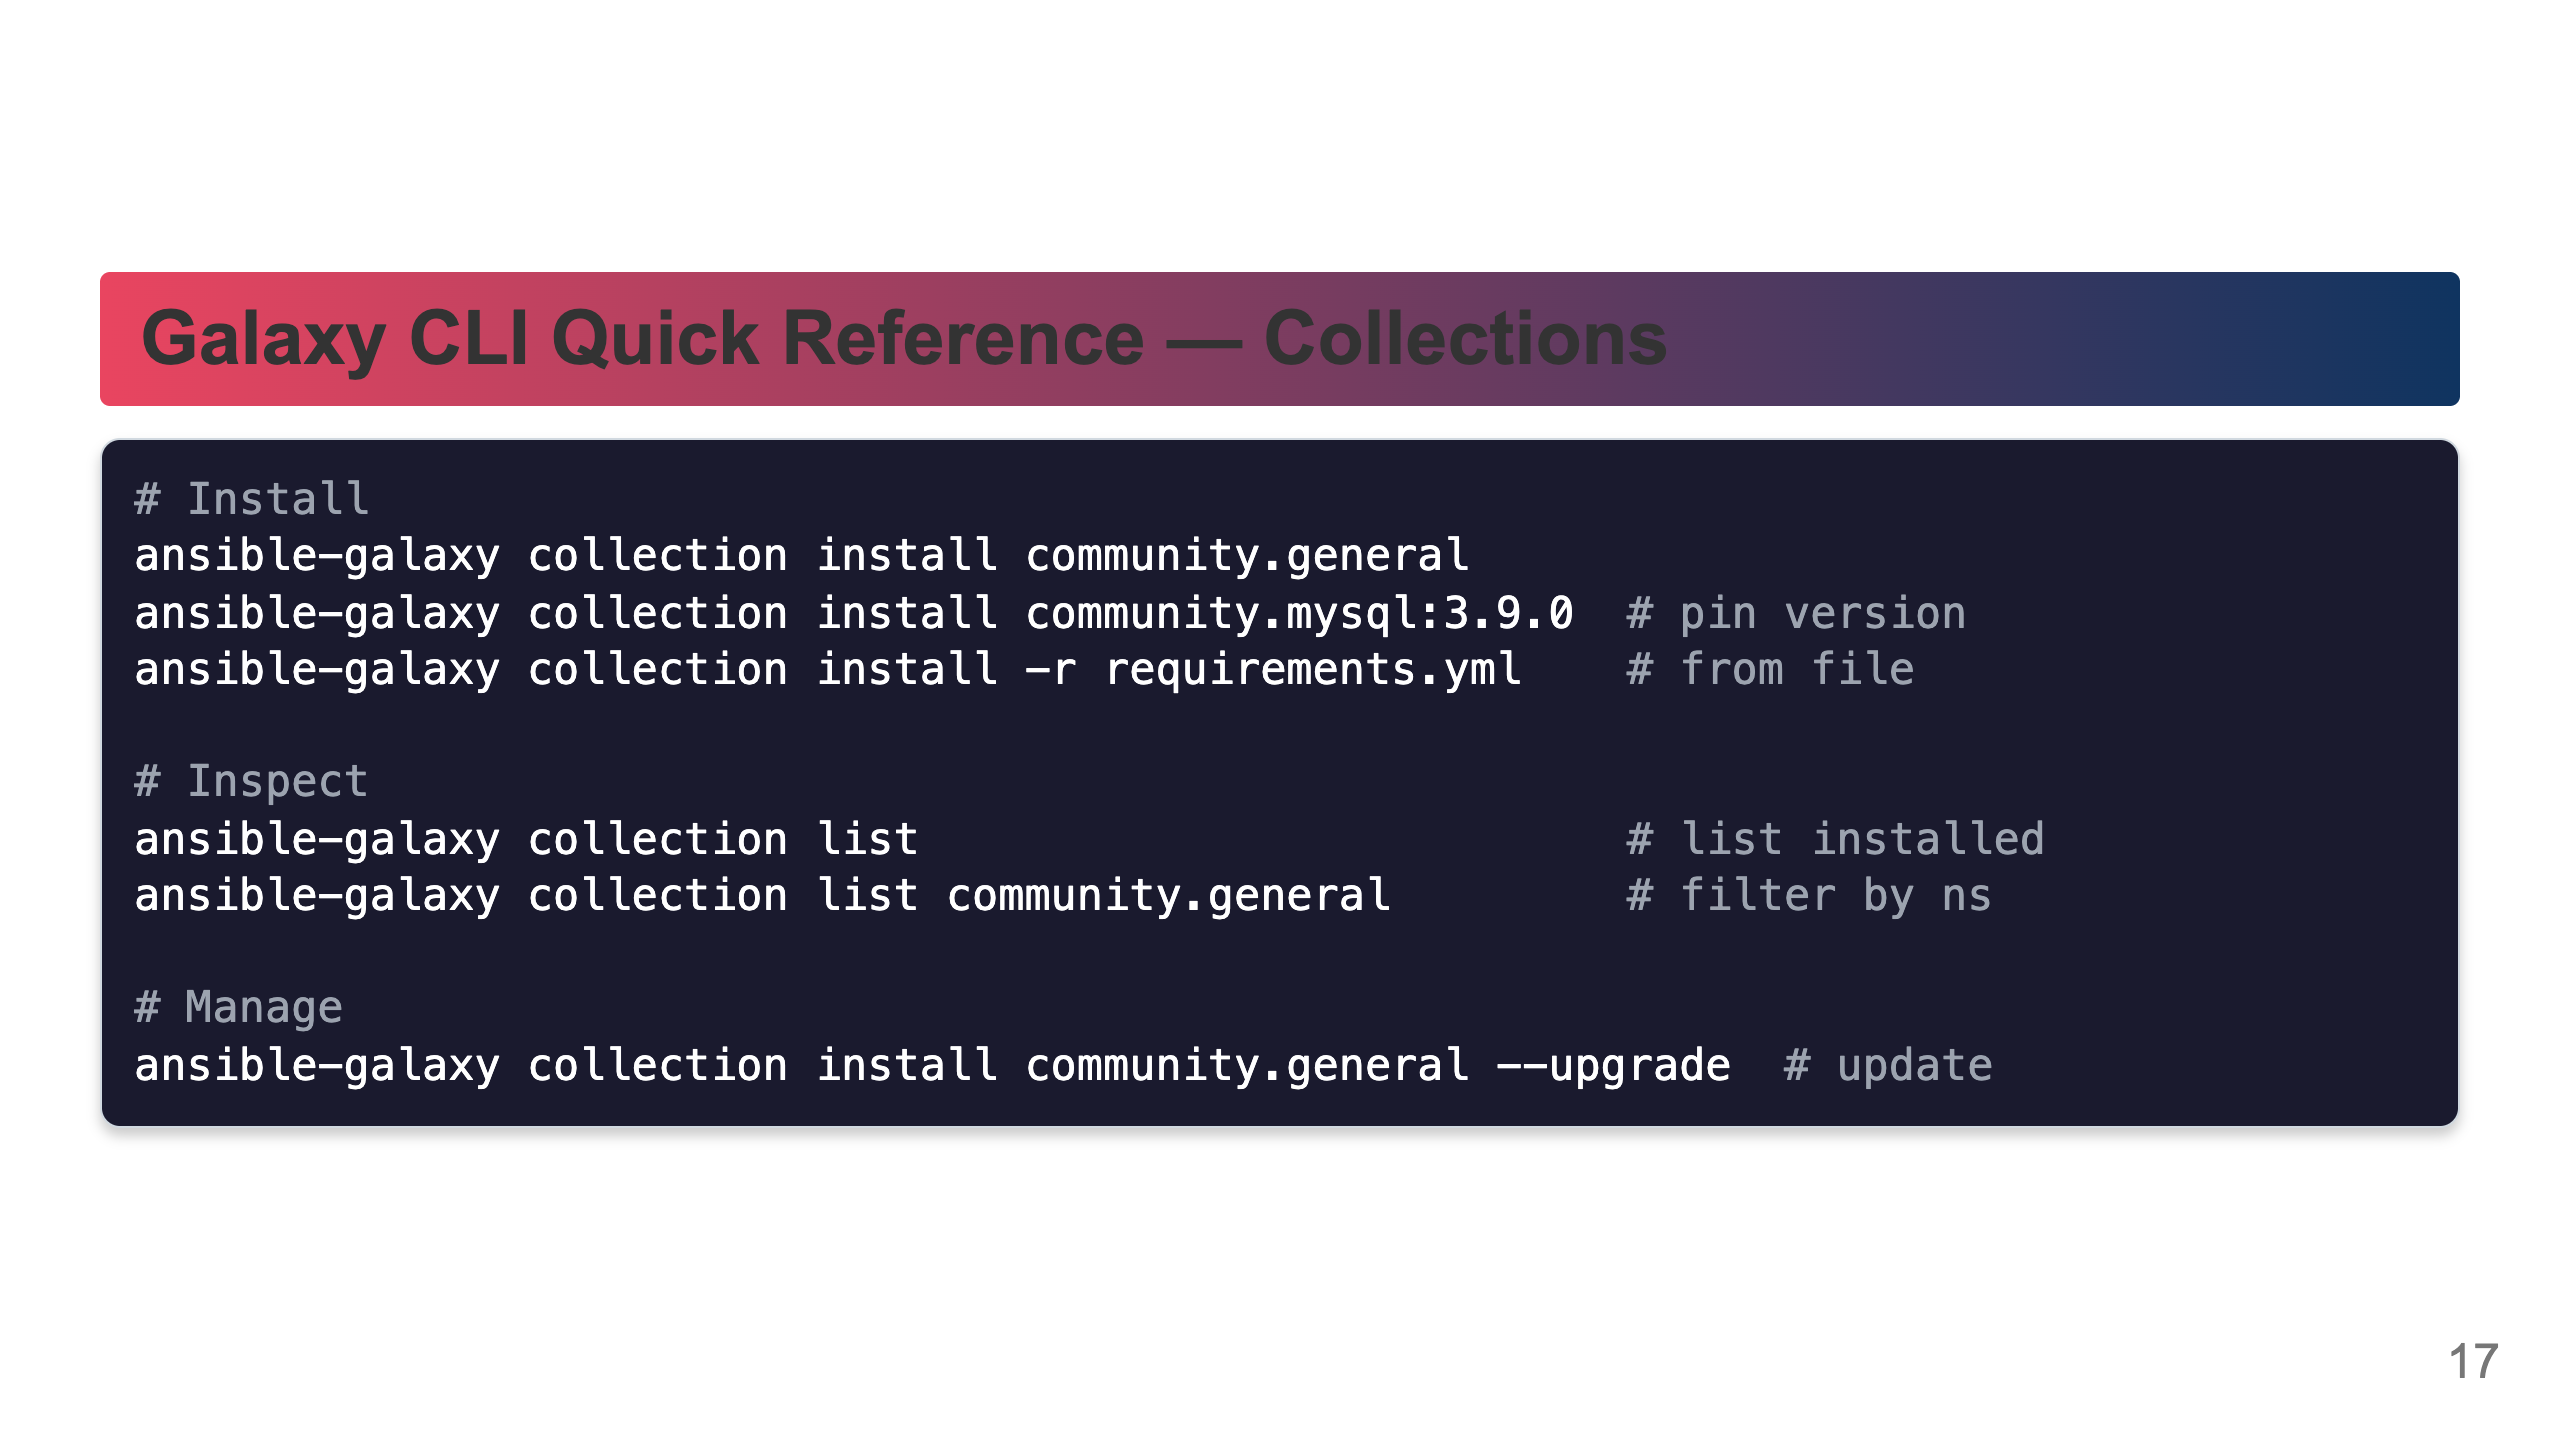 Galaxy CLI Quick Reference — Collections
# Install
ansible-galaxy collection install community.general
ansible-galaxy collection install community.mysql:3.9.0  # pin version
ansible-galaxy collection install -r requirements.yml    # from file
# Inspect
ansible-galaxy collection list                           # list installed
ansible-galaxy collection list community.general         # filter by ns
# Manage
ansible-galaxy collection install community.general --upgrade  # update
17